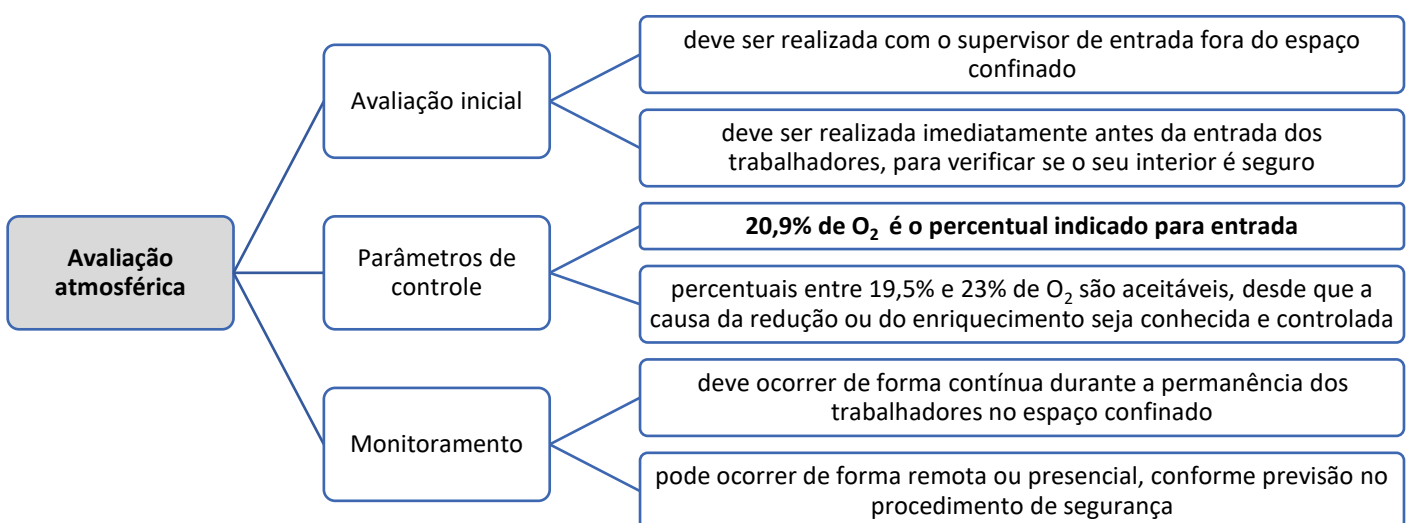 Avaliação
atmosférica
Avaliação inicial
deve ser realizada com o supervisor de entrada fora do espaço
confinado
deve ser realizada imediatamente antes da entrada dos
trabalhadores, para verificar se o seu interior é seguro
Parâmetros de
controle
20,9% de O₂ é o percentual indicado para entrada
percentuais entre 19,5% e 23% de O₂ são aceitáveis, desde que a
causa da redução ou do enriquecimento seja conhecida e controlada
Monitoramento
deve ocorrer de forma contínua durante a permanência dos
trabalhadores no espaço confinado
pode ocorrer de forma remota ou presencial, conforme previsão no
procedimento de segurança